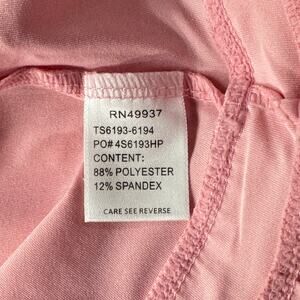 RN49937
TS6193-6194
PO# 4S6193HP
CONTENT:
88% POLYESTER
12% SPANDEX
CARE SEE REVERSE